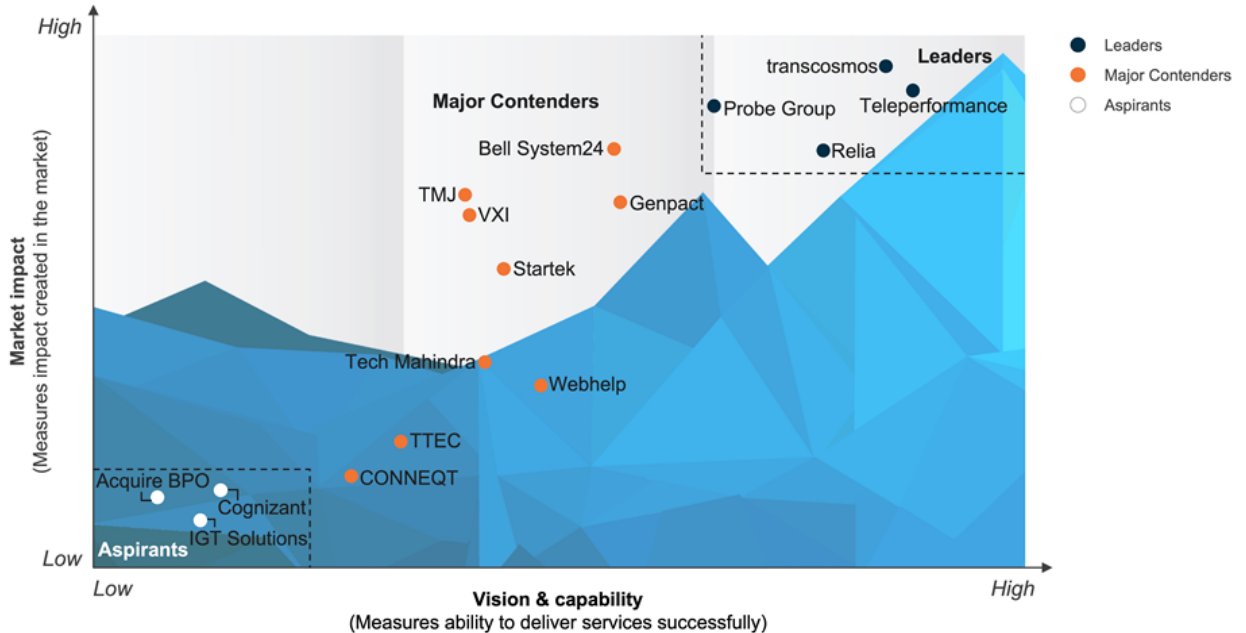 High
Market impact
(Measures impact created in the market)
Low
Low
Vision & capability
(Measures ability to deliver services successfully)
High
Leaders
Major Contenders
Aspirants
Leaders
transcosmos
Teleperformance
Probe Group
Relia
Major Contenders
Bell System24
TMJ
VXI
Genpact
Startek
Tech Mahindra
Webhelp
TTEC
CONNEQT
Acquire BPO
Cognizant
IGT Solutions
Aspirants